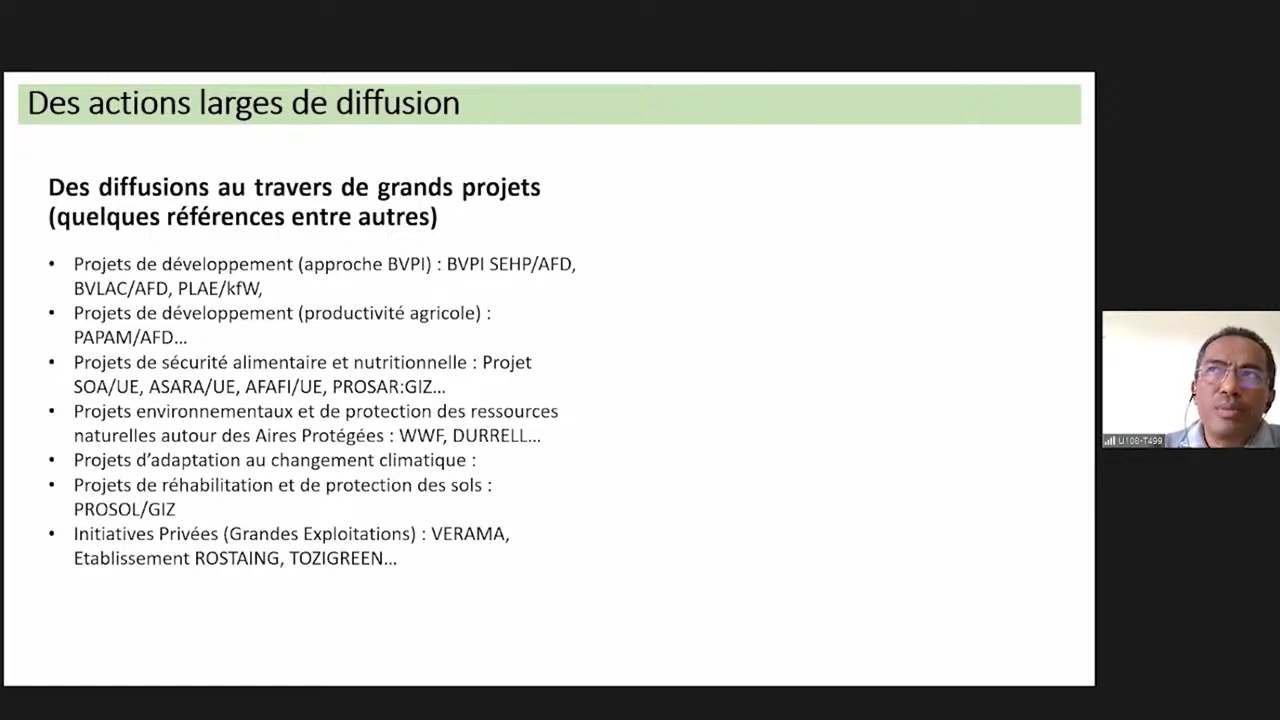 Des actions larges de diffusion
Des diffusions au travers de grands projets
(quelques références entre autres)
• Projets de développement (approche BVPI) : BVPI SEHP/AFD,
BVLAC/AFD, PLAE/kfW,
• Projets de développement (productivité agricole) :
PAPAM/AFD…
• Projets de sécurité alimentaire et nutritionnelle : Projet
SOA/UE, ASARA/UE, AFAFI/UE, PROSAR:GIZ…
• Projets environnementaux et de protection des ressources
naturelles autour des Aires Protégées : WWF, DURRELL…
• Projets d’adaptation au changement climatique :
• Projets de réhabilitation et de protection des sols :
PROSOL/GIZ
• Initiatives Privées (Grandes Exploitations) : VERAMA,
Etablissement ROSTAING, TOZIGREEN…
U108-T499